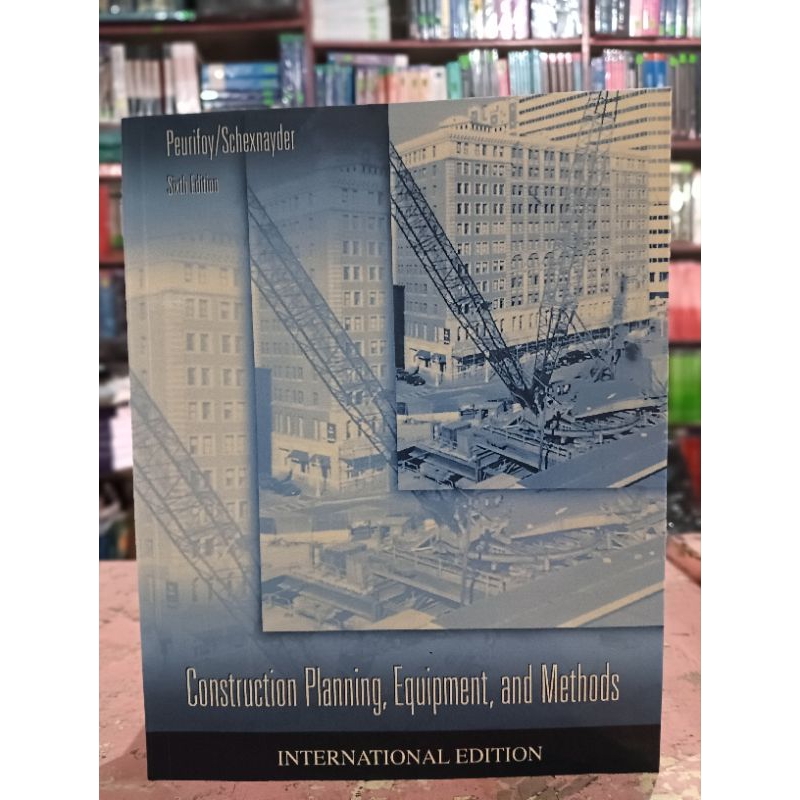 Peurifoy/Schexnayder
Sixth Edition
Construction Planning, Equipment, and Methods
INTERNATIONAL EDITION